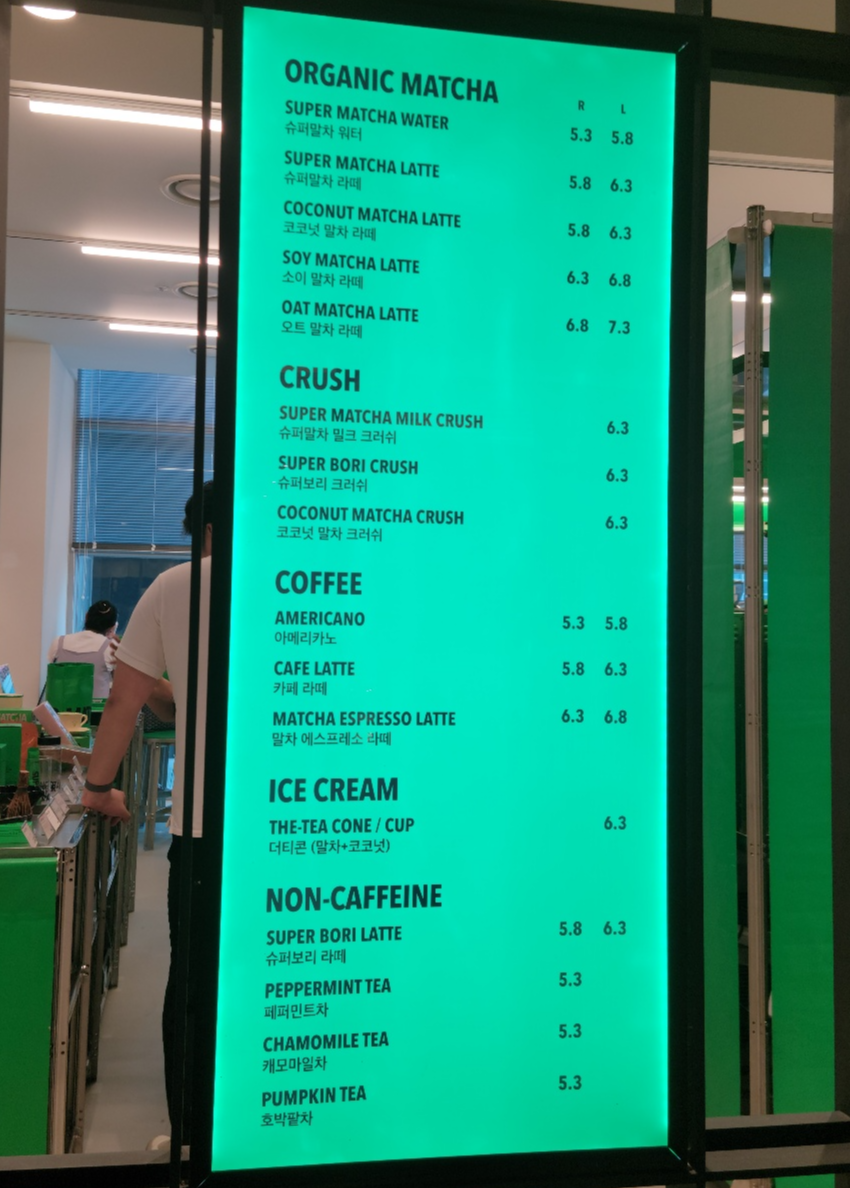 ORGANIC MATCHA
R L
SUPER MATCHA WATER 5.3 5.8
슈퍼말차 워터
SUPER MATCHA LATTE 5.8 6.3
슈퍼말차 라떼
COCONUT MATCHA LATTE 5.8 6.3
코코넛 말차 라떼
SOY MATCHA LATTE 6.3 6.8
소이 말차 라떼
OAT MATCHA LATTE 6.8 7.3
오트 말차 라떼
CRUSH
SUPER MATCHA MILK CRUSH 6.3
슈퍼말차 밀크 크러쉬
SUPER BORI CRUSH 6.3
슈퍼보리 크러쉬
COCONUT MATCHA CRUSH 6.3
코코넛 말차 크러쉬
COFFEE
AMERICANO 5.3 5.8
아메리카노
CAFE LATTE 5.8 6.3
카페 라떼
MATCHA ESPRESSO LATTE 6.3 6.8
말차 에스프레소 라떼
ICE CREAM
THE-TEA CONE / CUP 6.3
더티콘 (말차+코코넛)
NON-CAFFEINE
SUPER BORI LATTE 5.8 6.3
슈퍼보리 라떼
PEPPERMINT TEA 5.3
페퍼민트차
CHAMOMILE TEA 5.3
캐모마일차
PUMPKIN TEA 5.3
호박팥차